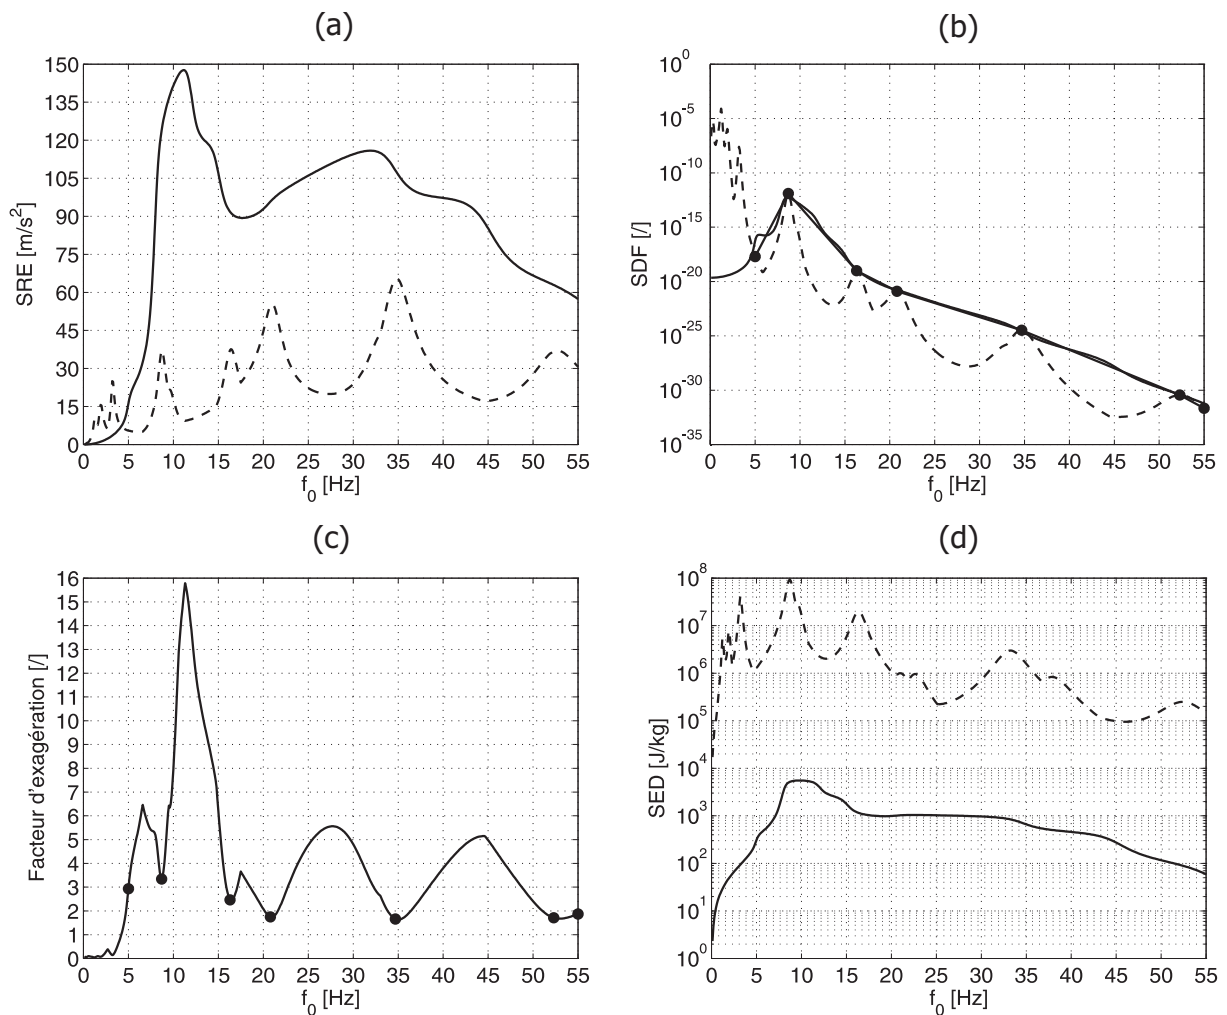 (a)
SRE [m/s²]
150
135
120
105
90
75
60
45
30
15
0
0 5 10 15 20 25 30 35 40 45 50 55
f₀ [Hz]
(b)
SDF [/]
10⁰
10⁻⁵
10⁻¹⁰
10⁻¹⁵
10⁻²⁰
10⁻²⁵
10⁻³⁰
10⁻³⁵
0 5 10 15 20 25 30 35 40 45 50 55
f₀ [Hz]
(c)
Facteur d'exagération [/]
16
15
14
13
12
11
10
9
8
7
6
5
4
3
2
1
0
0 5 10 15 20 25 30 35 40 45 50 55
f₀ [Hz]
(d)
SED [J/kg]
10⁸
10⁷
10⁶
10⁵
10⁴
10³
10²
10¹
10⁰
0 5 10 15 20 25 30 35 40 45 50 55
f₀ [Hz]